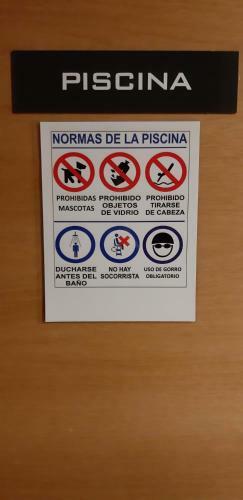 PISCINA
NORMAS DE LA PISCINA
PROHIBIDAS
MASCOTAS
PROHIBIDO
OBJETOS
DE VIDRIO
PROHIBIDO
TIRARSE
DE CABEZA
DUCHARSE
ANTES DEL
BAÑO
NO HAY
SOCORRISTA
USO DE GORRO
OBLIGATORIO